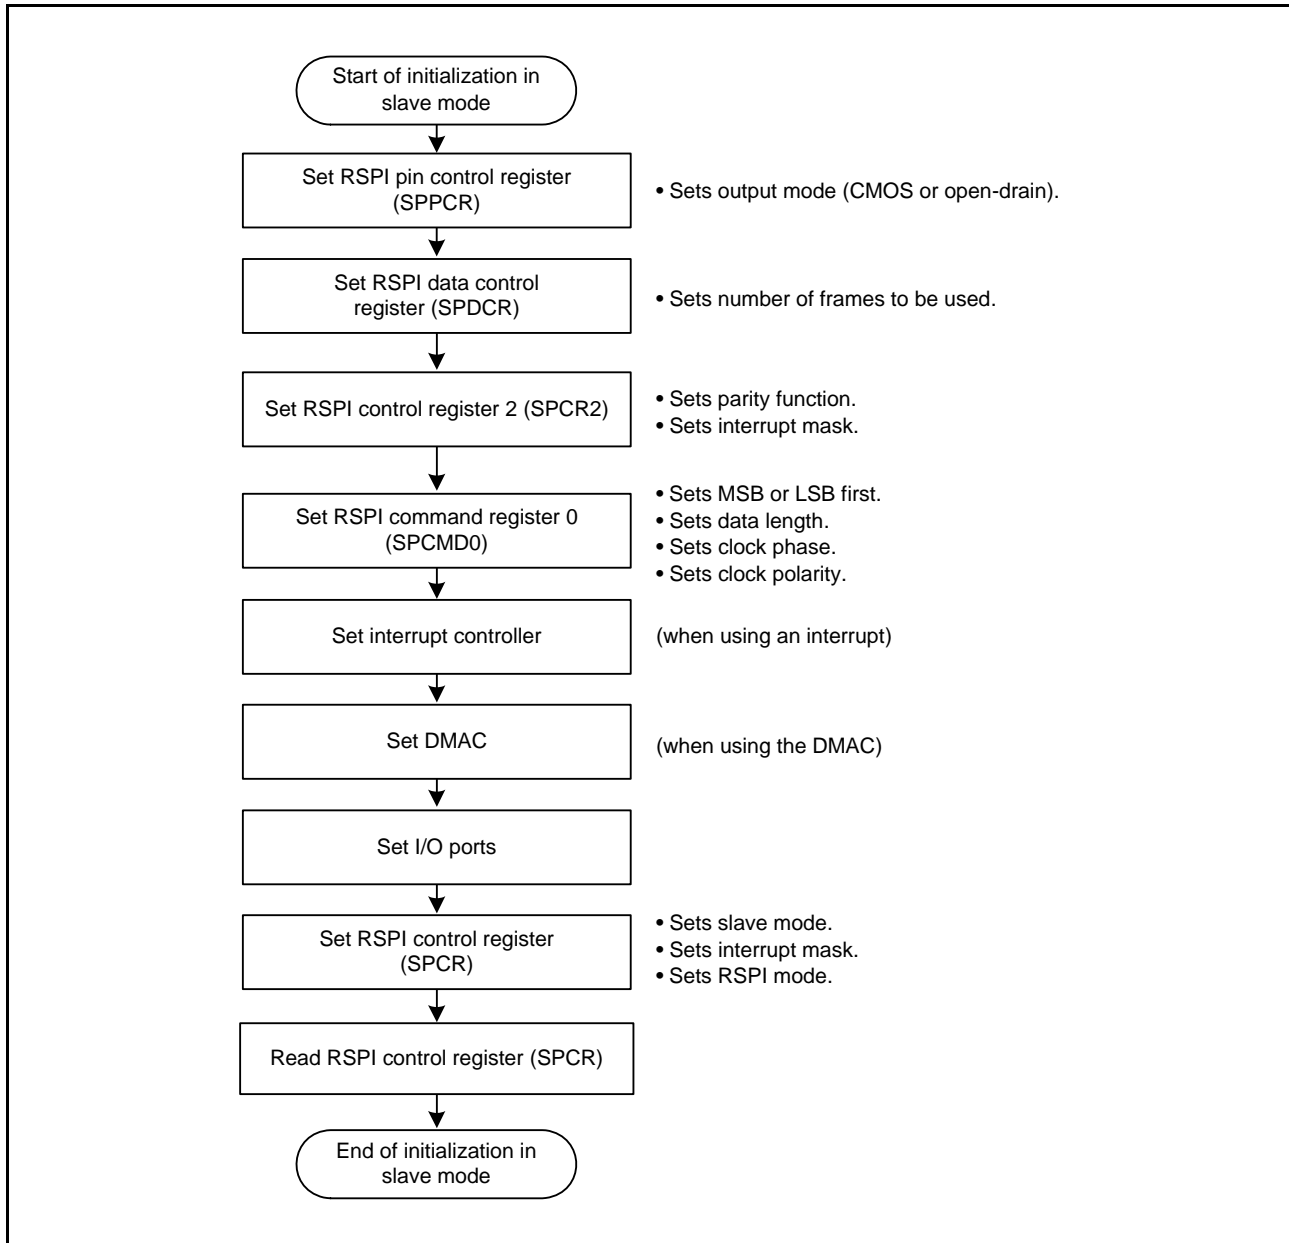 Start of initialization in
slave mode
Set RSPI pin control register
(SPPCR)
• Sets output mode (CMOS or open-drain).
Set RSPI data control
register (SPDCR)
• Sets number of frames to be used.
Set RSPI control register 2 (SPCR2)
• Sets parity function.
• Sets interrupt mask.
Set RSPI command register 0
(SPCMD0)
• Sets MSB or LSB first.
• Sets data length.
• Sets clock phase.
• Sets clock polarity.
Set interrupt controller
(when using an interrupt)
Set DMAC
(when using the DMAC)
Set I/O ports
Set RSPI control register
(SPCR)
• Sets slave mode.
• Sets interrupt mask.
• Sets RSPI mode.
Read RSPI control register (SPCR)
End of initialization in
slave mode